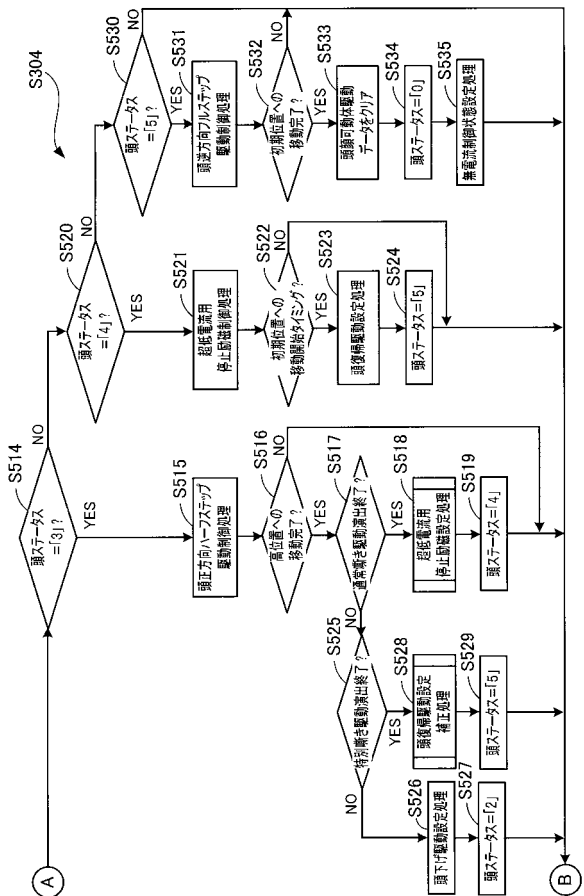 S304
A
S514
頭ステータス
=「3」?
NO
YES
S515
頭正方向ハーフステップ
駆動制御処理
S516
高位置への
移動完了?
NO
YES
S517
通常嘶き駆動演出終了?
NO
YES
S518
超低電流用
停止励磁設定処理
S519
頭ステータス=「4」
S525
特別嘶き駆動演出終了?
NO
YES
S528
頭復帰駆動設定
補正処理
S529
頭ステータス=「5」
S526
頭下げ駆動設定処理
S527
頭ステータス=「2」
S520
頭ステータス
=「4」?
NO
YES
S521
超低電流用
停止励磁制御処理
S522
初期位置への
移動開始タイミング?
NO
YES
S523
頭復帰駆動設定処理
S524
頭ステータス=「5」
S530
頭ステータス
=「5」?
NO
YES
S531
頭逆方向フルステップ
駆動制御処理
S532
初期位置への
移動完了?
NO
YES
S533
頭顔可動体駆動
データをクリア
S534
頭ステータス=「0」
S535
無電流制御状態設定処理
B